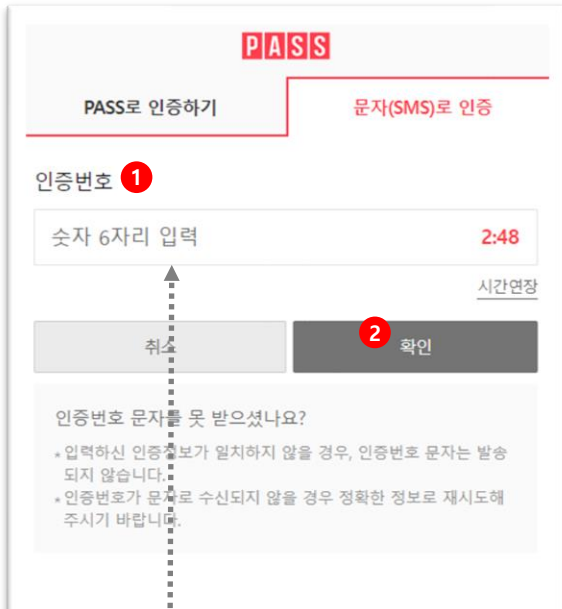 PASS
PASS로 인증하기
문자(SMS)로 인증
인증번호 1
숫자 6자리 입력 2:48
시간연장
취소
2 확인
인증번호 문자를 못 받으셨나요?
* 입력하신 인증정보가 일치하지 않을 경우, 인증번호 문자는 발송
되지 않습니다.
* 인증번호가 문자로 수신되지 않을 경우 정확한 정보로 재시도해
주시기 바랍니다.